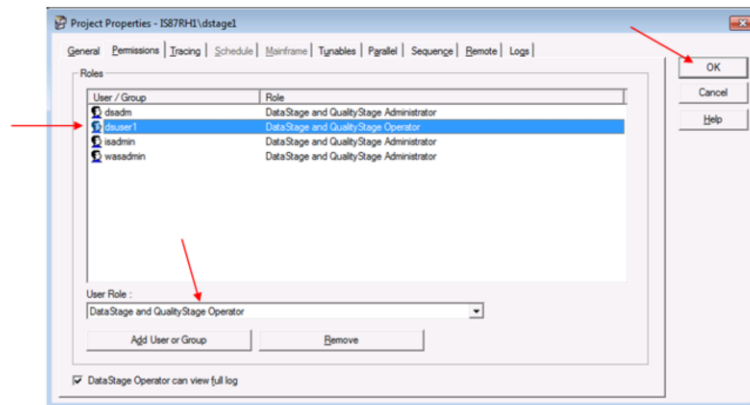 Project Properties - IS87RH1\dstage1
General Permissions Tracing Schedule Mainframe Tunables Parallel Sequence Remote Logs
OK
Roles
Cancel
User / Group Role
dsadm DataStage and QualityStage Administrator
Help
dsuser1 DataStage and QualityStage Operator
isadmin DataStage and QualityStage Administrator
wasadmin DataStage and QualityStage Administrator
User Role :
DataStage and QualityStage Operator
Add User or Group Remove
DataStage Operator can view full log